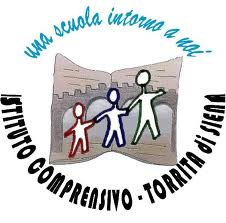 una scuola intorno a noi
ISTITUTO COMPRENSIVO - TORRITA di SIENA